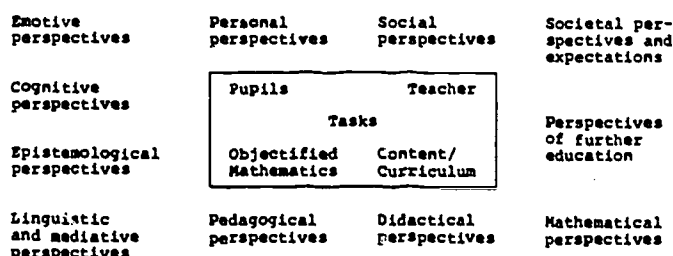 Emotive
perspectives
Personal
perspectives
Social
perspectives
Societal per-
spectives and
expectations
Cognitive
perspectives
Pupils
Teacher
Tasks
Perspectives
of further
education
Epistemological
perspectives
Objectified
Mathematics
Content/
Curriculum
Linguistic
and mediative
perspectives
Pedagogical
perspectives
Didactical
perspectives
Mathematical
perspectives